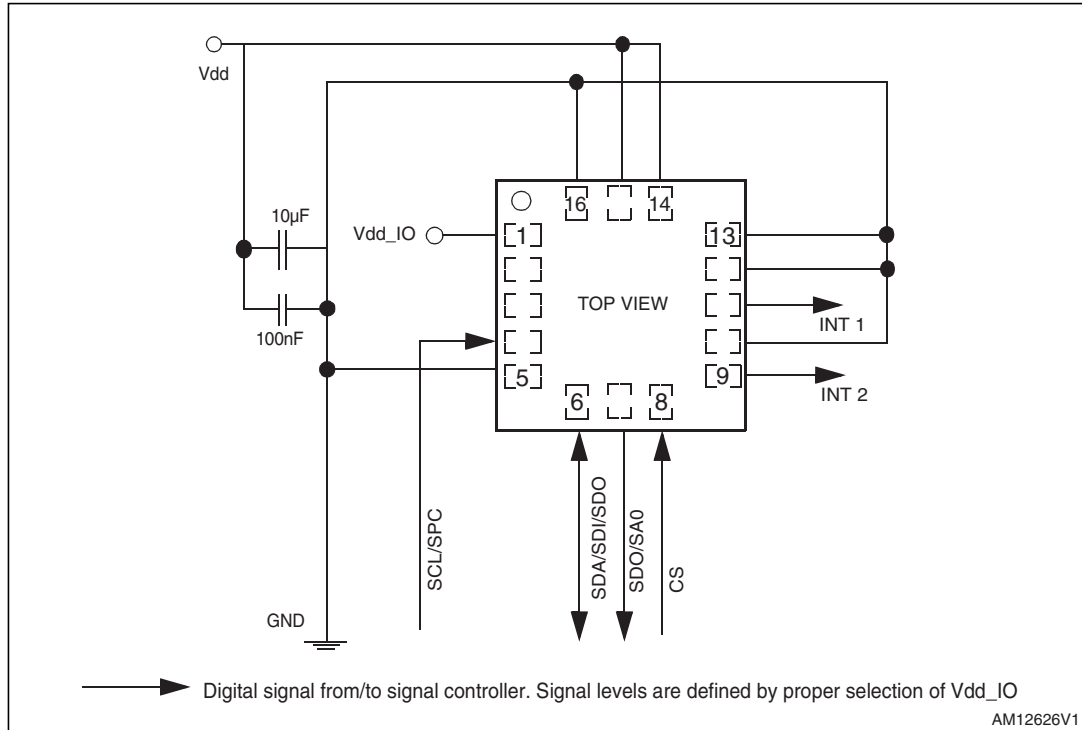 Vdd
16
14
10µF
Vdd_IO
1
13
TOP VIEW
INT 1
100nF
5
9
INT 2
6
8
SCL/SPC
SDA/SDI/SDO
SDO/SA0
CS
GND
Digital signal from/to signal controller. Signal levels are defined by proper selection of Vdd_IO
AM12626V1